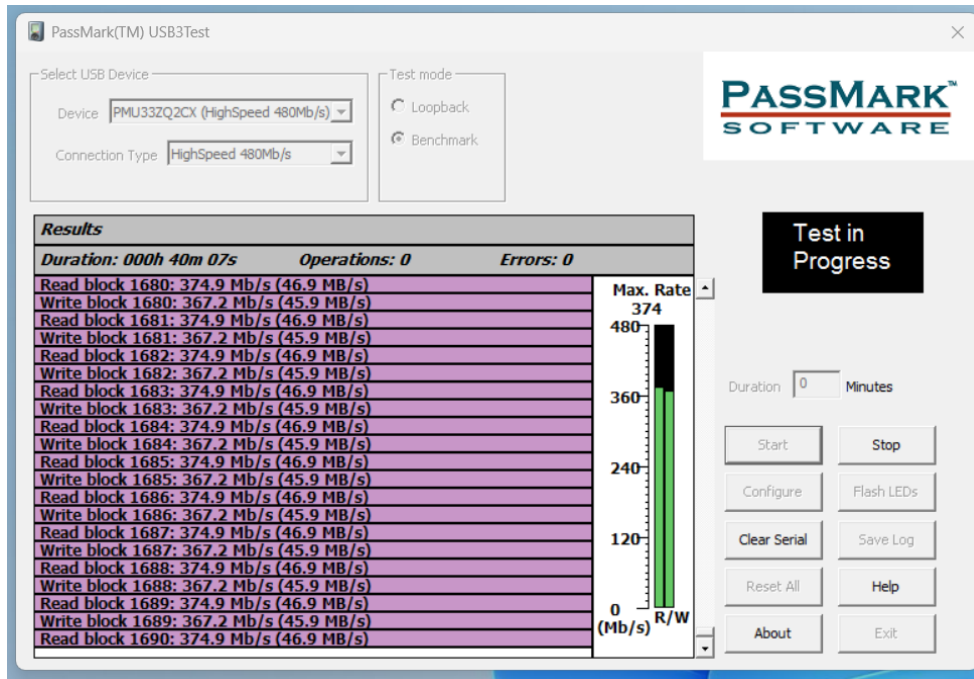 PassMark(TM) USB3Test
Select USB Device
Device PMU33ZQ2CX (HighSpeed 480Mb/s)
Connection Type HighSpeed 480Mb/s
Test mode
Loopback
Benchmark
PASSMARK™
SOFTWARE
Results
Duration: 000h 40m 07s Operations: 0 Errors: 0
Read block 1680: 374.9 Mb/s (46.9 MB/s)
Write block 1680: 367.2 Mb/s (45.9 MB/s)
Read block 1681: 374.9 Mb/s (46.9 MB/s)
Write block 1681: 367.2 Mb/s (45.9 MB/s)
Read block 1682: 374.9 Mb/s (46.9 MB/s)
Write block 1682: 367.2 Mb/s (45.9 MB/s)
Read block 1683: 374.9 Mb/s (46.9 MB/s)
Write block 1683: 367.2 Mb/s (45.9 MB/s)
Read block 1684: 374.9 Mb/s (46.9 MB/s)
Write block 1684: 367.2 Mb/s (45.9 MB/s)
Read block 1685: 374.9 Mb/s (46.9 MB/s)
Write block 1685: 367.2 Mb/s (45.9 MB/s)
Read block 1686: 374.9 Mb/s (46.9 MB/s)
Write block 1686: 367.2 Mb/s (45.9 MB/s)
Read block 1687: 374.9 Mb/s (46.9 MB/s)
Write block 1687: 367.2 Mb/s (45.9 MB/s)
Read block 1688: 374.9 Mb/s (46.9 MB/s)
Write block 1688: 367.2 Mb/s (45.9 MB/s)
Read block 1689: 374.9 Mb/s (46.9 MB/s)
Write block 1689: 367.2 Mb/s (45.9 MB/s)
Read block 1690: 374.9 Mb/s (46.9 MB/s)
Max. Rate
374
480
360
240
120
0
(Mb/s) R/W
Test in
Progress
Duration 0 Minutes
Start Stop
Configure Flash LEDs
Clear Serial Save Log
Reset All Help
About Exit